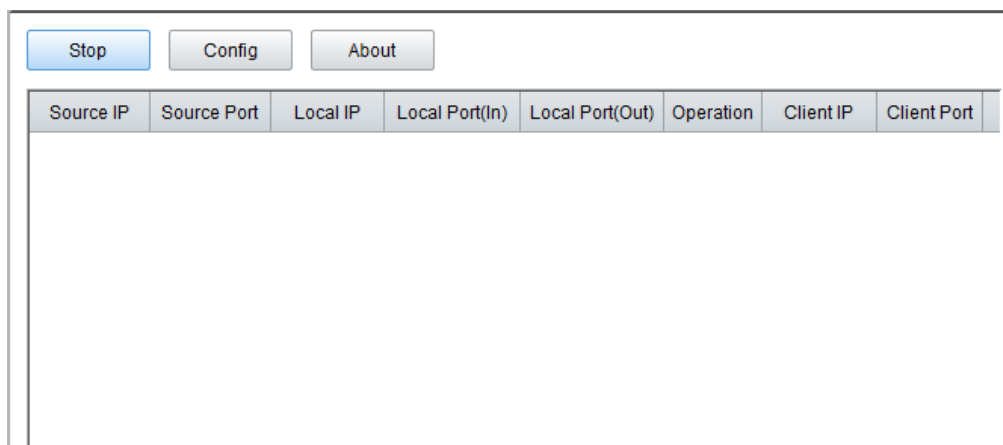 Stop Config About
Source IP Source Port Local IP Local Port(In) Local Port(Out) Operation Client IP Client Port